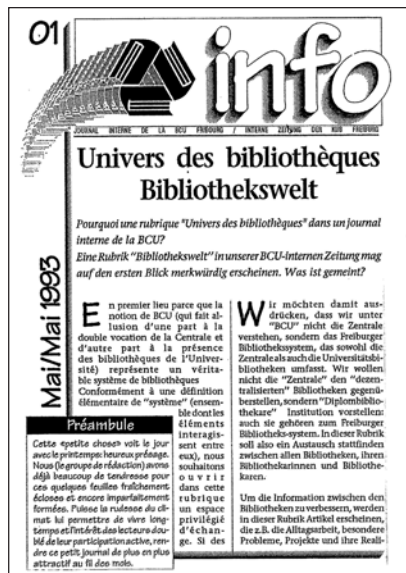 01
info
JOURNAL INTERNE DE LA BCU FRIBOURG / INTERNE ZEITUNG DER KUB FREIBURG
Univers des bibliothèques
Bibliothekswelt
Pourquoi une rubrique "Univers des bibliothèques" dans un journal
interne de la BCU?
Eine Rubrik "Bibliothekswelt" in unserer BCU-internen Zeitung mag
auf den ersten Blick merkwürdig erscheinen. Was ist gemeint?
Mai/Mai 1993
En premier lieu parce que la
notion de BCU (qui fait al-
lusion d'une part à la
double vocation de la Centrale et
d'autre part à la présence
des bibliothèques de l'Univer-
sité) représente un vérita-
ble système de bibliothèques
Conformément à une définition
élémentaire de "système" (ensem-
ble dont les
éléments
interagis-
sent entre
eux), nous
souhaitons
ouvrir
dans cette
rubrique
un espace
privilégié
d'échan-
ge. Si des
Préambule
Cette «petite chose» voit le jour
avec le printemps: heureux présage.
Nous (le groupe de rédaction) avons
déjà beaucoup de tendresse pour
ces quelques feuilles fraîchement
écloses et encore imparfaitement
formées. Puisse la rudesse du cli-
mat lui permettre de vivre long-
temps et l'intérêt des lecteurs dou-
blé de leur participation active, ren-
dre ce petit journal de plus en plus
attractif au fil des mois.
Wir möchten damit aus-
drücken, dass wir unter
"BCU" nicht die Zentrale
verstehen, sondern das Freiburger
Bibliothekssystem, das sowohl die
Zentrale als auch die Universitätsbi-
bliotheken umfasst. Wir wollen
nicht die "Zentrale" den "dezen-
tralisierten" Bibliotheken gegenü-
berstellen, sondern "Diplombiblio-
thekare" Institution vorstellen:
auch sie gehören zum Freiburger
Bibliotheks-system. In dieser Rubrik
soll also ein Austausch stattfinden
zwischen allen Bibliotheken, ihren
Bibliothekarinnen und Bibliothe-
karen.
Um die Information zwischen den
Bibliotheken zu verbessern, werden
in dieser Rubrik Artikel erscheinen,
die z.B. die Alltagsarbeit, besondere
Probleme, Projekte und ihre Reali-